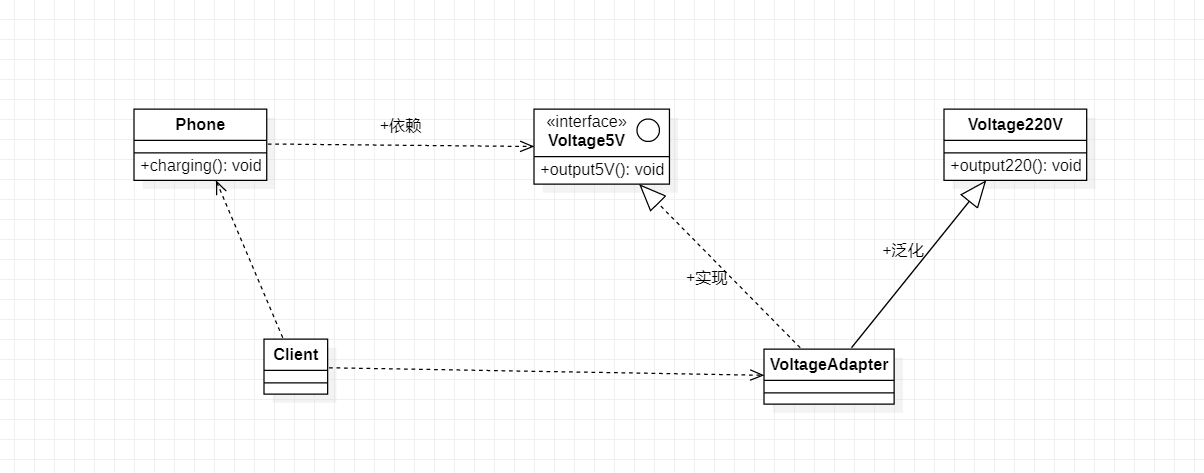 Phone
+charging(): void
+依赖
«interface»
Voltage5V
+output5V(): void
Voltage220V
+output220(): void
+实现
+泛化
Client
VoltageAdapter